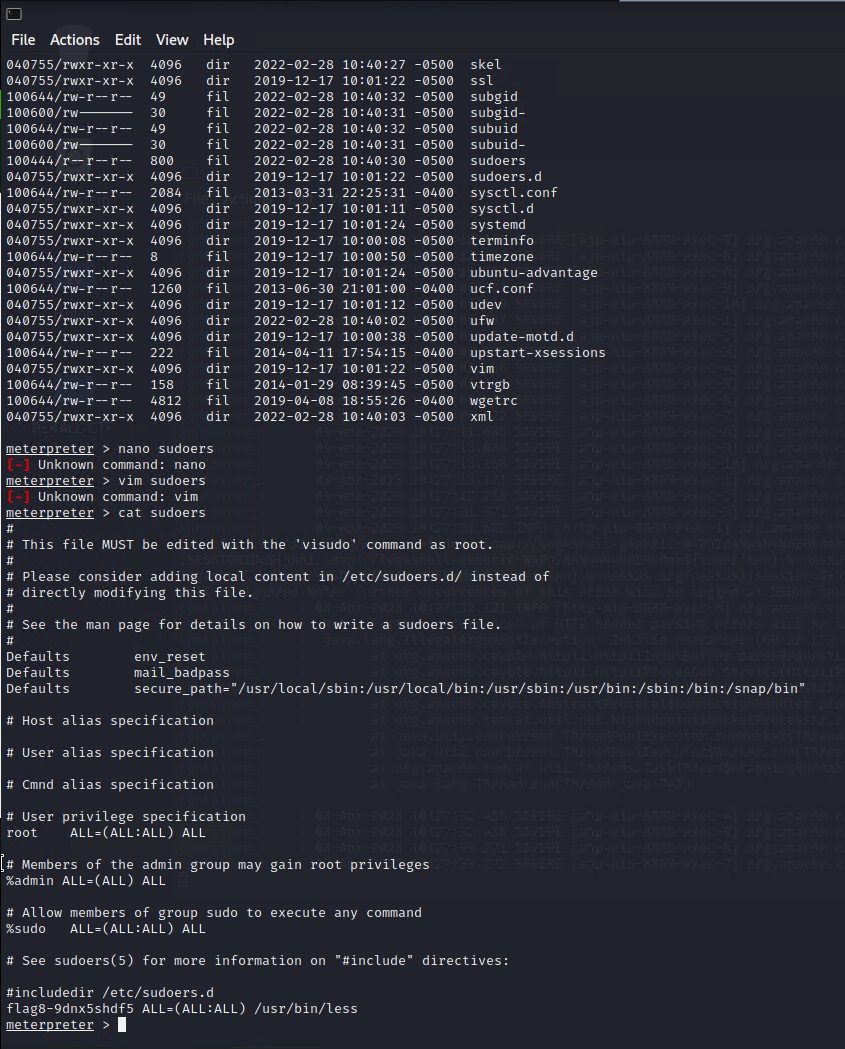 File Actions Edit View Help
040755/rwxr-xr-x 4096 dir 2022-02-28 10:40:27 -0500 skel
040755/rwxr-xr-x 4096 dir 2019-12-17 10:01:22 -0500 ssl
100644/rw-r--r-- 49 fil 2022-02-28 10:40:32 -0500 subgid
100600/rw------- 30 fil 2022-02-28 10:40:31 -0500 subgid-
100644/rw-r--r-- 49 fil 2022-02-28 10:40:32 -0500 subuid
100600/rw------- 30 fil 2022-02-28 10:40:31 -0500 subuid-
100444/r--r--r-- 800 fil 2022-02-28 10:40:30 -0500 sudoers
040755/rwxr-xr-x 4096 dir 2019-12-17 10:01:22 -0500 sudoers.d
100644/rw-r--r-- 2084 fil 2013-03-31 22:25:31 -0400 sysctl.conf
040755/rwxr-xr-x 4096 dir 2019-12-17 10:01:11 -0500 sysctl.d
040755/rwxr-xr-x 4096 dir 2019-12-17 10:01:24 -0500 systemd
040755/rwxr-xr-x 4096 dir 2019-12-17 10:00:08 -0500 terminfo
100644/rw-r--r-- 8 fil 2019-12-17 10:00:50 -0500 timezone
040755/rwxr-xr-x 4096 dir 2019-12-17 10:01:24 -0500 ubuntu-advantage
100644/rw-r--r-- 1260 fil 2013-06-30 21:01:00 -0400 ucf.conf
040755/rwxr-xr-x 4096 dir 2019-12-17 10:01:12 -0500 udev
040755/rwxr-xr-x 4096 dir 2022-02-28 10:40:02 -0500 ufw
040755/rwxr-xr-x 4096 dir 2019-12-17 10:00:38 -0500 update-motd.d
100644/rw-r--r-- 222 fil 2014-04-11 17:54:15 -0400 upstart-xsessions
040755/rwxr-xr-x 4096 dir 2019-12-17 10:01:22 -0500 vim
100644/rw-r--r-- 158 fil 2014-01-29 08:39:45 -0500 vtrgb
100644/rw-r--r-- 4812 fil 2019-04-08 18:55:26 -0400 wgetrc
040755/rwxr-xr-x 4096 dir 2022-02-28 10:40:03 -0500 xml
meterpreter > nano sudoers
[-] Unknown command: nano
meterpreter > vim sudoers
[-] Unknown command: vim
meterpreter > cat sudoers
#
# This file MUST be edited with the 'visudo' command as root.
#
# Please consider adding local content in /etc/sudoers.d/ instead of
# directly modifying this file.
#
# See the man page for details on how to write a sudoers file.
#
Defaults env_reset
Defaults mail_badpass
Defaults secure_path="/usr/local/sbin:/usr/local/bin:/usr/sbin:/usr/bin:/sbin:/bin:/snap/bin"
# Host alias specification
# User alias specification
# Cmnd alias specification
# User privilege specification
root ALL=(ALL:ALL) ALL
# Members of the admin group may gain root privileges
%admin ALL=(ALL) ALL
# Allow members of group sudo to execute any command
%sudo ALL=(ALL:ALL) ALL
# See sudoers(5) for more information on "#include" directives:
#includedir /etc/sudoers.d
flag8-9dnx5shdf5 ALL=(ALL:ALL) /usr/bin/less
meterpreter >